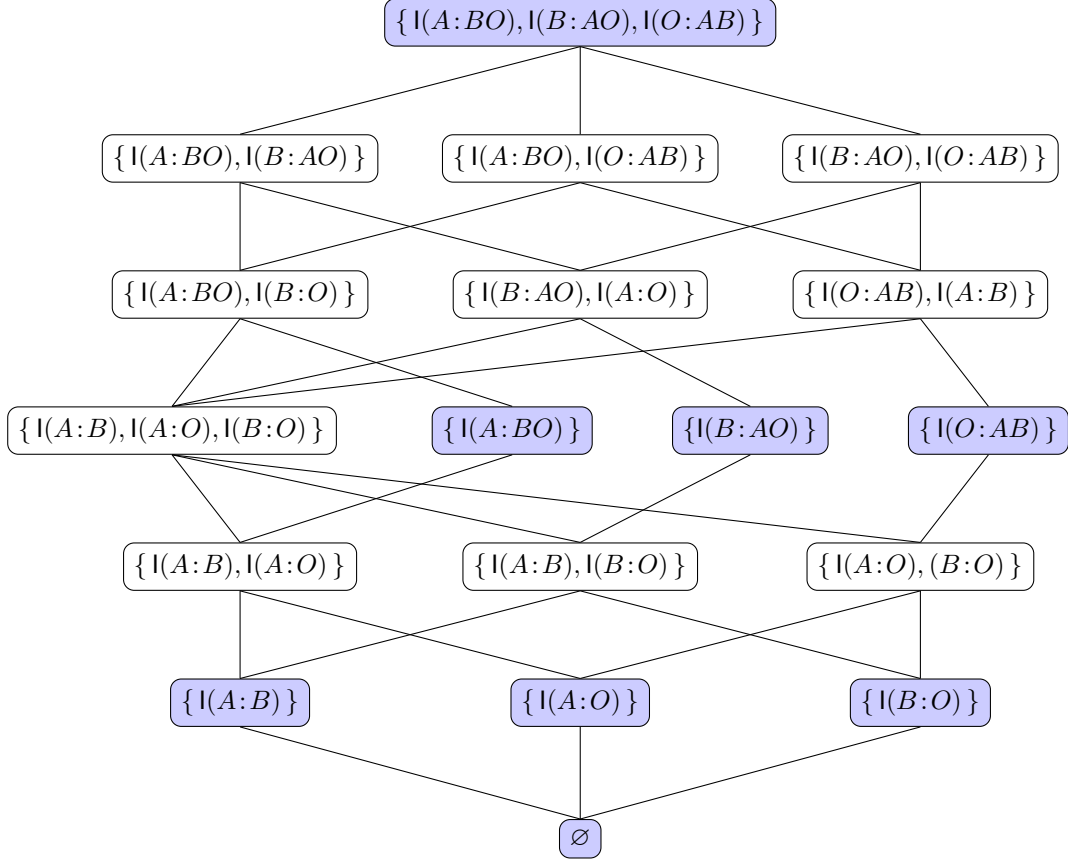 { I(A:BO), I(B:AO), I(O:AB) }
{ I(A:BO), I(B:AO) } { I(A:BO), I(O:AB) } { I(B:AO), I(O:AB) }
{ I(A:BO), I(B:O) } { I(B:AO), I(A:O) } { I(O:AB), I(A:B) }
{ I(A:B), I(A:O), I(B:O) } { I(A:BO) } { I(B:AO) } { I(O:AB) }
{ I(A:B), I(A:O) } { I(A:B), I(B:O) } { I(A:O), (B:O) }
{ I(A:B) } { I(A:O) } { I(B:O) }
∅